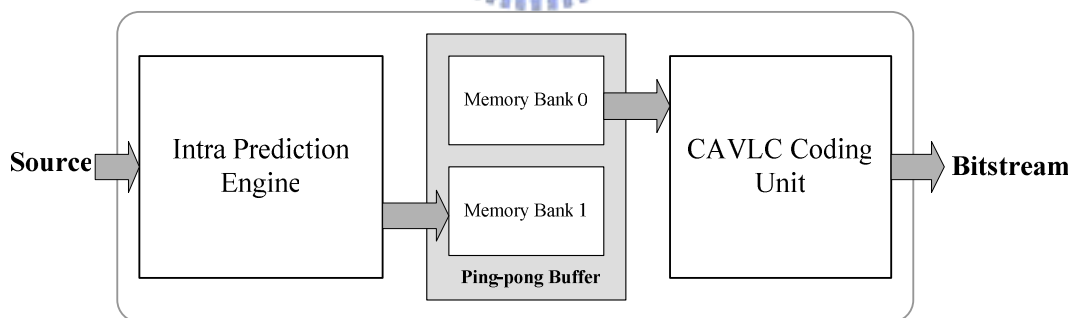 Source
Intra Prediction
Engine
Memory Bank 0
Memory Bank 1
Ping-pong Buffer
CAVLC Coding
Unit
Bitstream